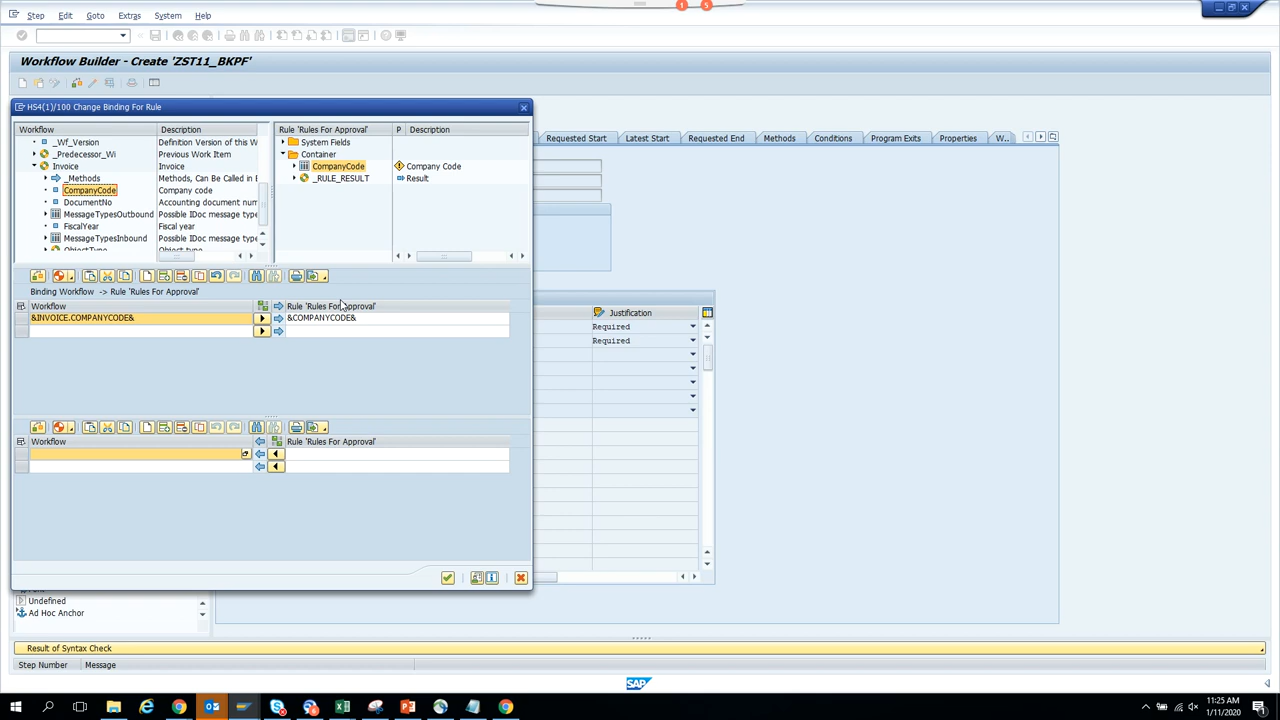 Step Edit Goto Extras System Help
1 5
Workflow Builder - Create 'ZST11_BKPF'
HS4(1)/100 Change Binding For Rule
Workflow Description
_Wf_Version Definition Version of this Wo
_Predecessor_Wi Previous Work Item
Invoice Invoice
_Methods Methods, Can Be Called in E
CompanyCode Company code
DocumentNo Accounting document num
MessageTypesOutbound Possible IDoc message type
FiscalYear Fiscal year
MessageTypesInbound Possible IDoc message type
ObjectType Object type
Rule 'Rules For Approval' P Description
System Fields
Container
CompanyCode Company Code
_RULE_RESULT Result
Requested Start Latest Start Requested End Methods Conditions Program Exits Properties W...
Binding Workflow -> Rule 'Rules For Approval'
Workflow Rule 'Rules For Approval'
&INVOICE.COMPANYCODE& &COMPANYCODE&
Justification
Required
Required
Workflow Rule 'Rules For Approval'
Undefined
Ad Hoc Anchor
Result of Syntax Check
Step Number Message
SAP
11:25 AM
1/11/2020